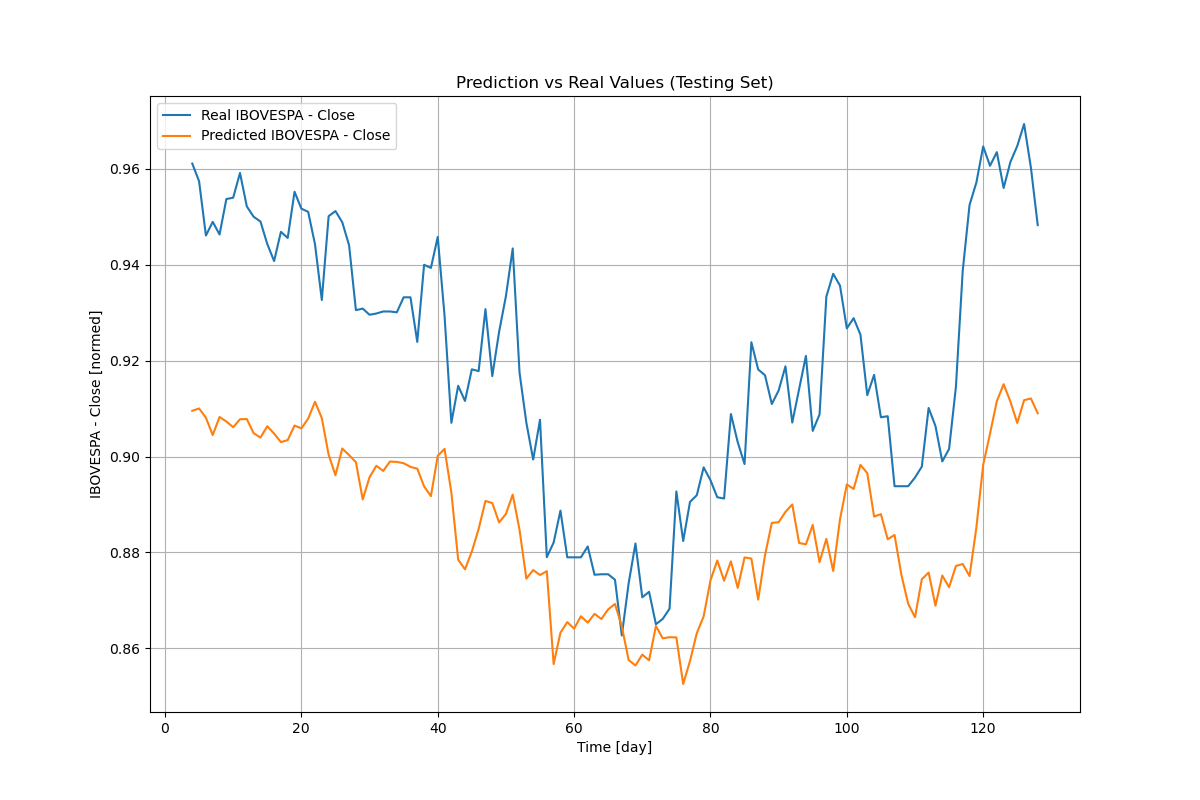 Prediction vs Real Values (Testing Set)
Real IBOVESPA - Close
Predicted IBOVESPA - Close
IBOVESPA - Close [normed]
0.96
0.94
0.92
0.90
0.88
0.86
0
20
40
60
80
100
120
Time [day]